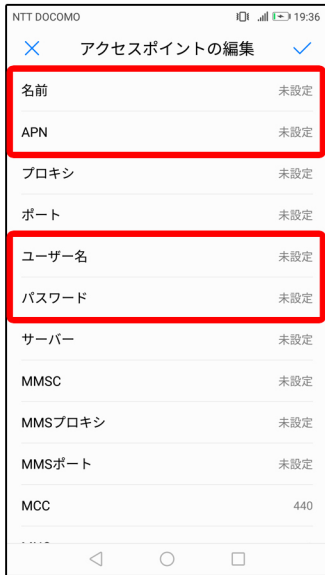 NTT DOCOMO 19:36
アクセスポイントの編集
名前 未設定
APN 未設定
プロキシ 未設定
ポート 未設定
ユーザー名 未設定
パスワード 未設定
サーバー 未設定
MMSC 未設定
MMSプロキシ 未設定
MMSポート 未設定
MCC 440